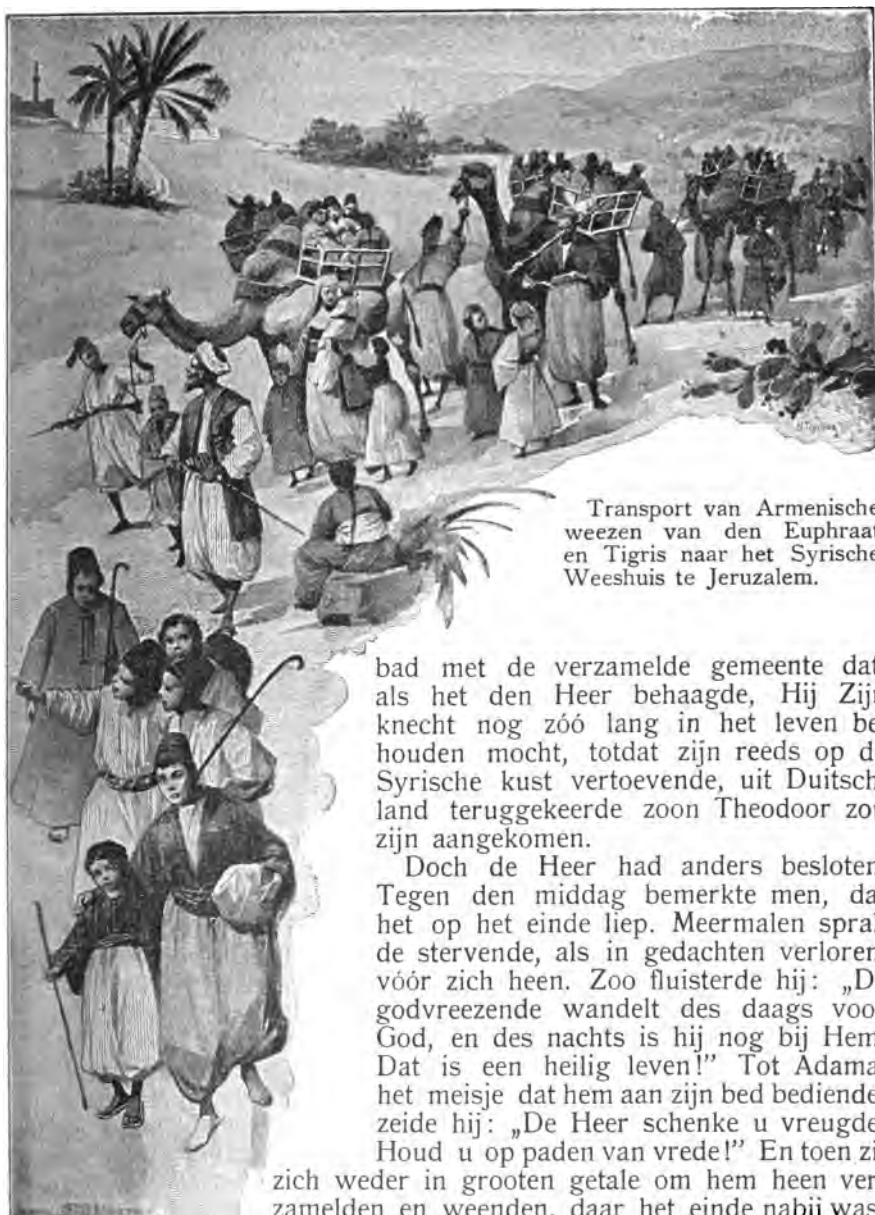 Transport van Armenische
weezen van den Euphraat
en Tigris naar het Syrische
Weeshuis te Jeruzalem.
bad met de verzamelde gemeente dat
als het den Heer behaagde, Hij Zij
knecht nog zóó lang in het leven be
houden mocht, totdat zijn reeds op d
Syrische kust vertoevende, uit Duitsch
land teruggekeerde zoon Theodoor zo
zijn aangekomen.
Doch de Heer had anders besloten
Tegen den middag bemerkte men, da
het op het einde liep. Meermalen spra
de stervende, als in gedachten verloren
vóór zich heen. Zoo fluisterde hij: „D
godvreezende wandelt des daags voo
God, en des nachts is hij nog bij Hem
Dat is een heilig leven!” Tot Adama
het meisje dat hem aan zijn bed bediende
zeide hij: „De Heer schenke u vreugde
Houd u op paden van vrede!” En toen zi
zich weder in grooten getale om hem heen ver
zamelden en weenden, daar het einde nabij was